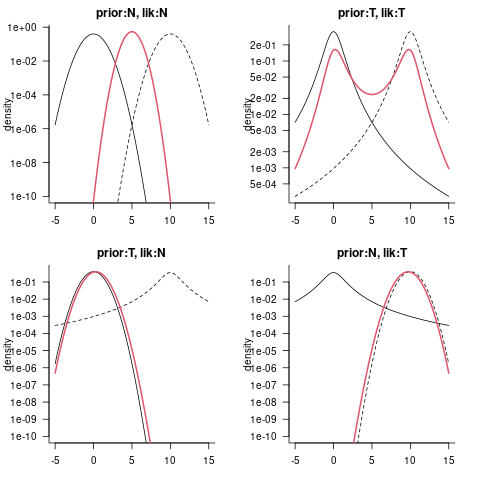 prior:N, lik:N
density
1e+00
1e-02
1e-04
1e-06
1e-08
1e-10
-5 0 5 10 15
prior:T, lik:T
density
2e-01
1e-01
5e-02
2e-02
1e-02
5e-03
2e-03
1e-03
5e-04
-5 0 5 10 15
prior:T, lik:N
density
1e-01
1e-02
1e-03
1e-04
1e-05
1e-06
1e-07
1e-08
1e-09
1e-10
-5 0 5 10 15
prior:N, lik:T
density
1e-01
1e-02
1e-03
1e-04
1e-05
1e-06
1e-07
1e-08
1e-09
1e-10
-5 0 5 10 15